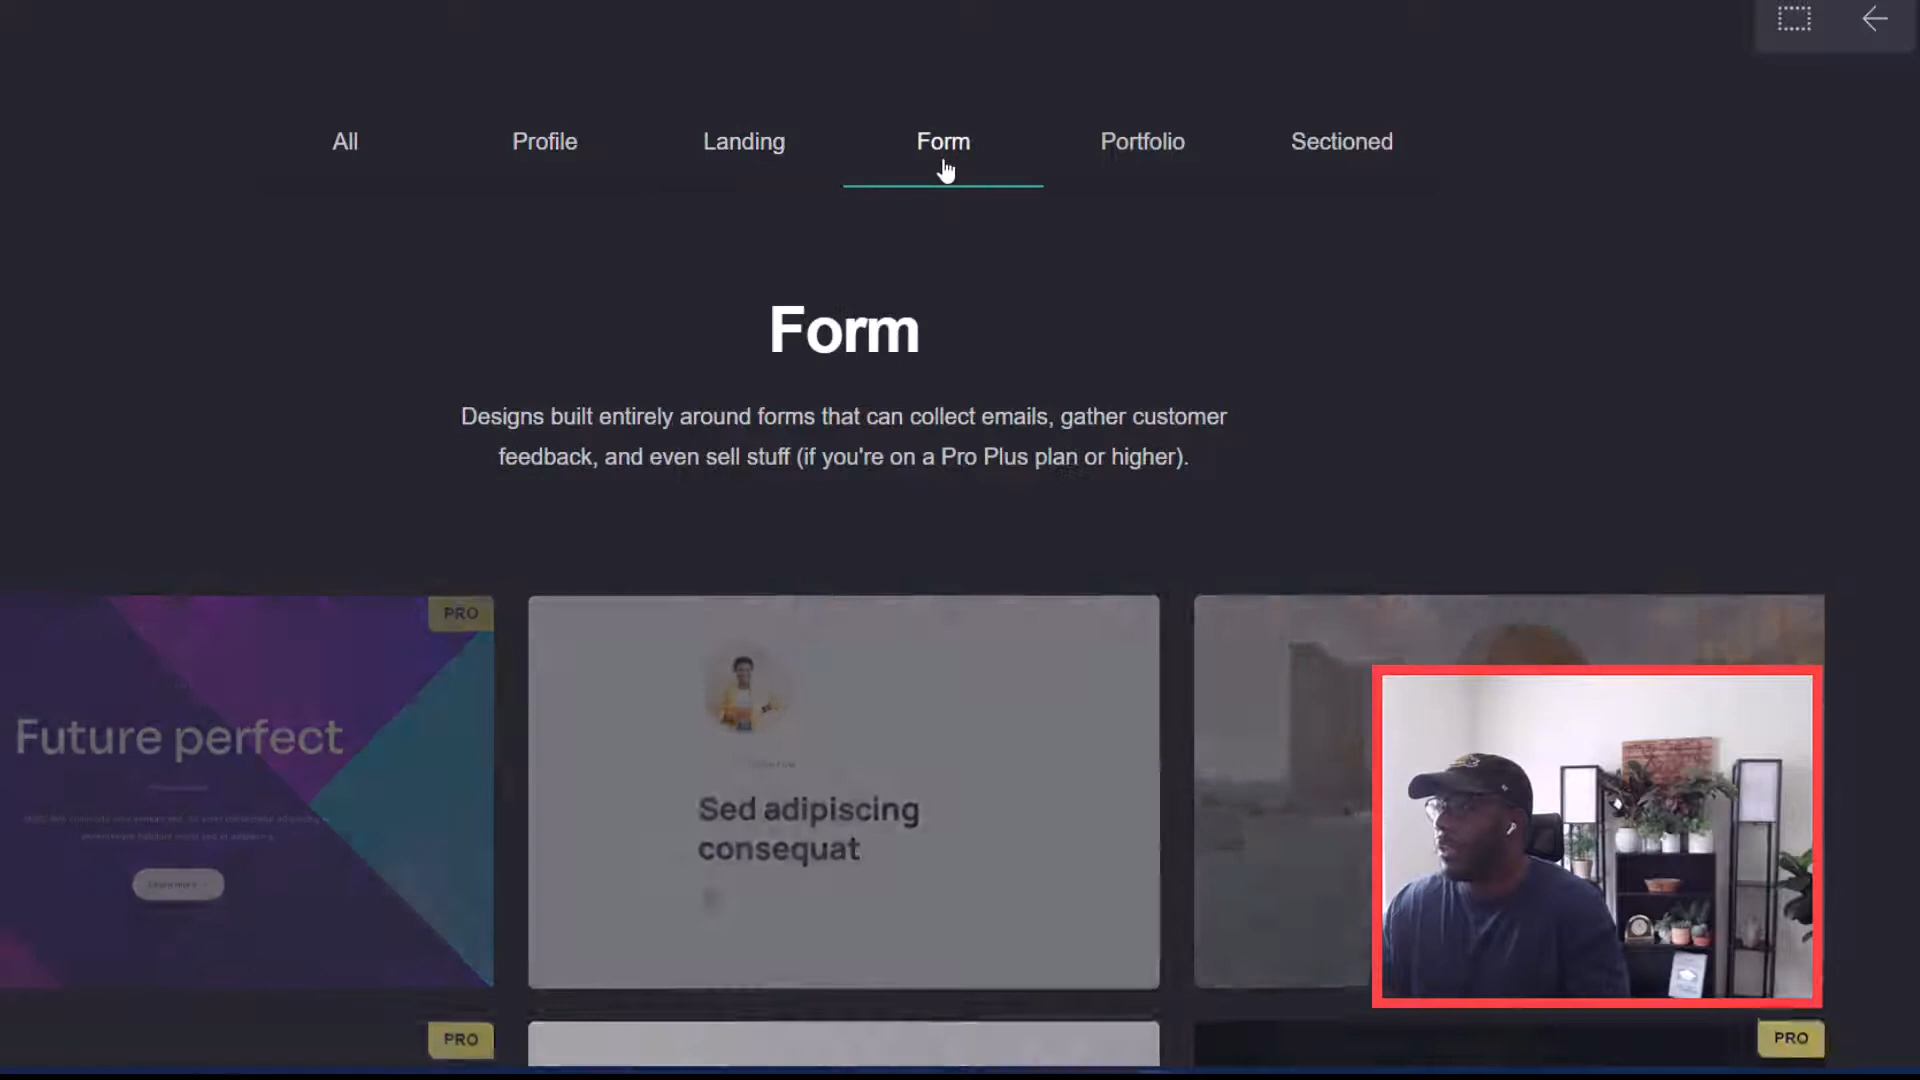 All
Profile
Landing
Form
Portfolio
Sectioned
Form
Designs built entirely around forms that can collect emails, gather customer
feedback, and even sell stuff (if you're on a Pro Plus plan or higher).
PRO
Future perfect
Learn more
Sed adipiscing
consequat
PRO
PRO